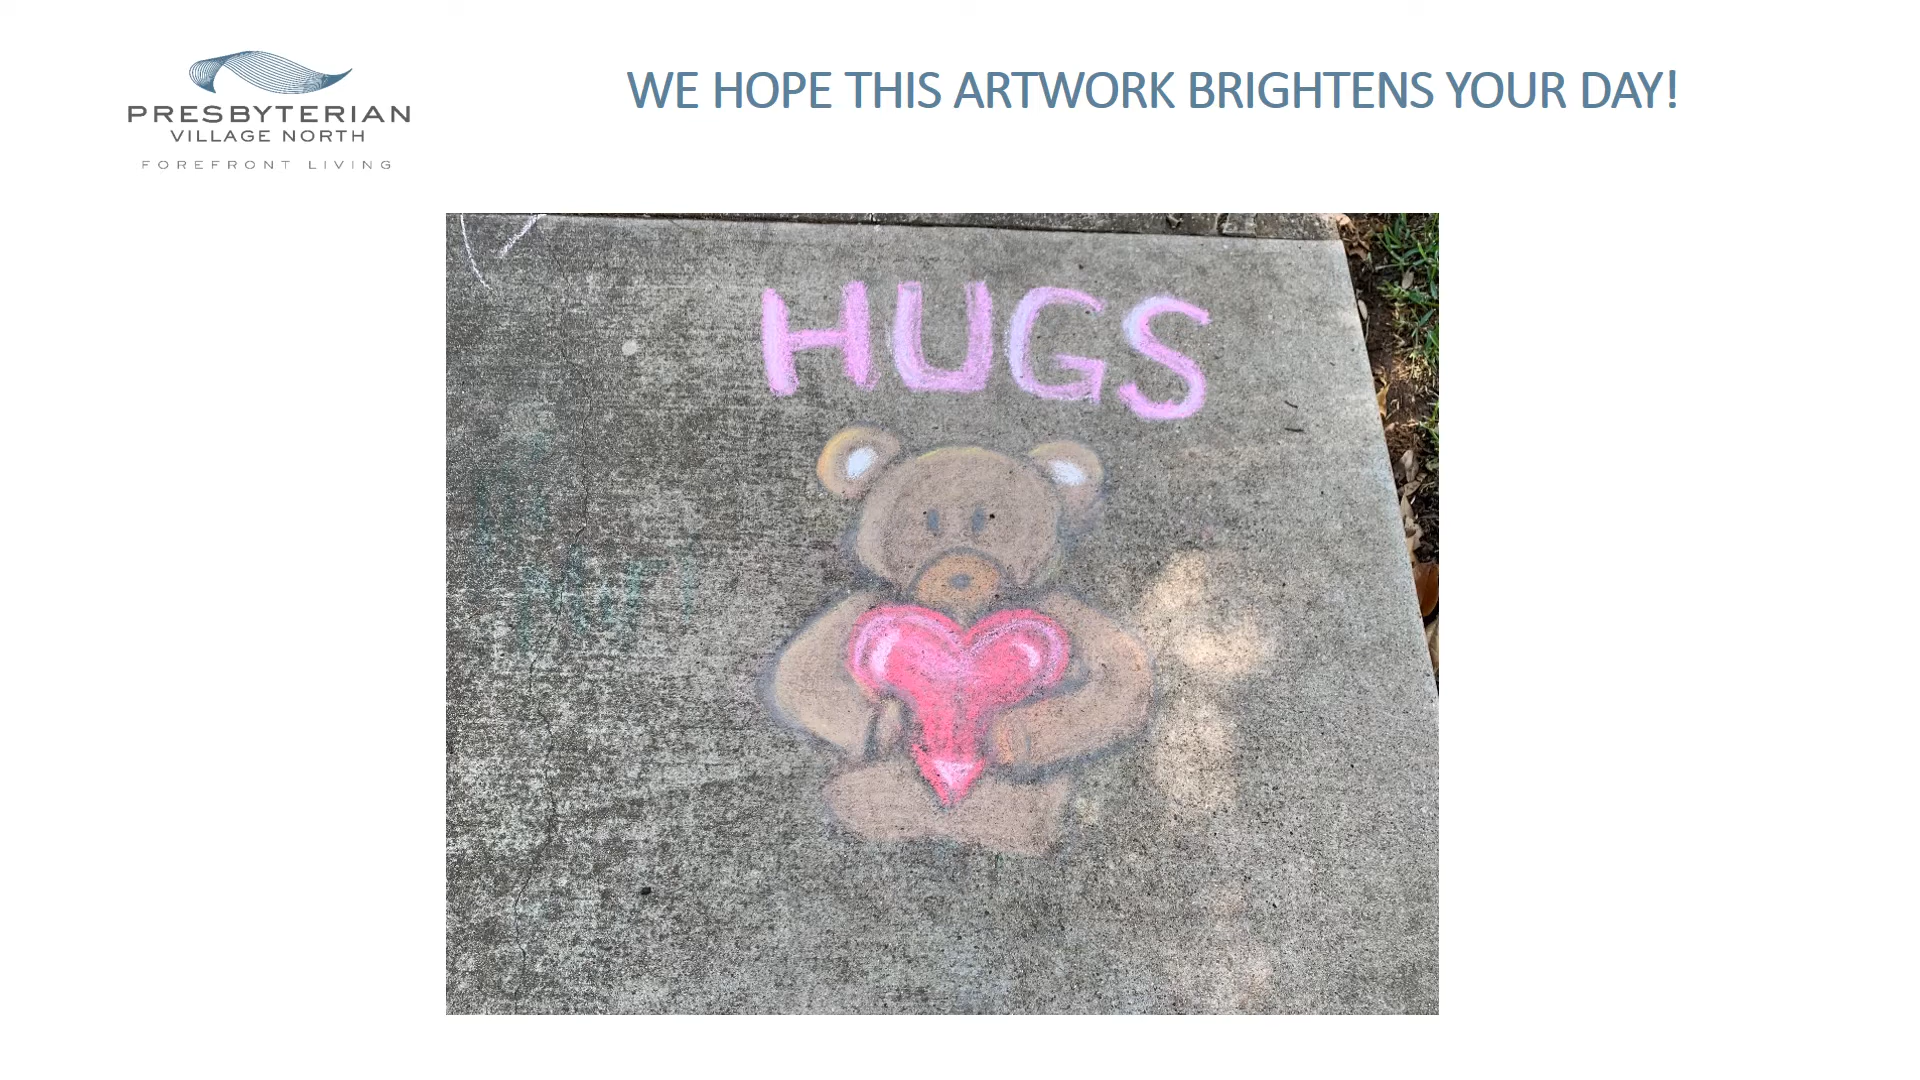 PRESBYTERIAN
VILLAGE NORTH
FOREFRONT LIVING
WE HOPE THIS ARTWORK BRIGHTENS YOUR DAY!
HUGS